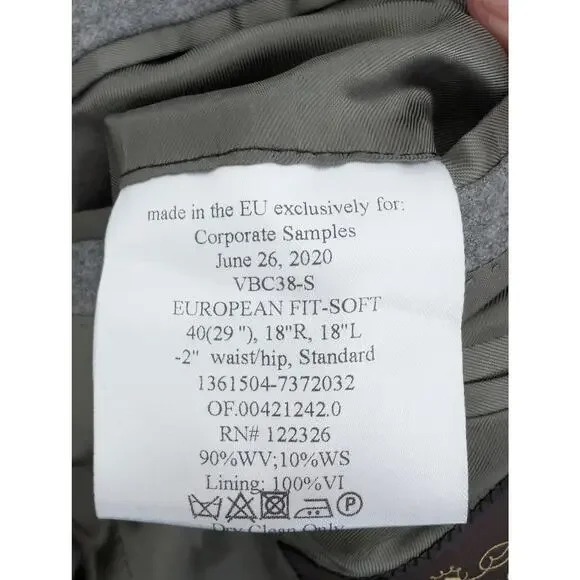 made in the EU exclusively for:
Corporate Samples
June 26, 2020
VBC38-S
EUROPEAN FIT-SOFT
40(29 "), 18"R, 18"L
-2" waist/hip, Standard
1361504-7372032
OF.00421242.0
RN# 122326
90%WV;10%WS
Lining: 100%VI
P
Dry Clean Only